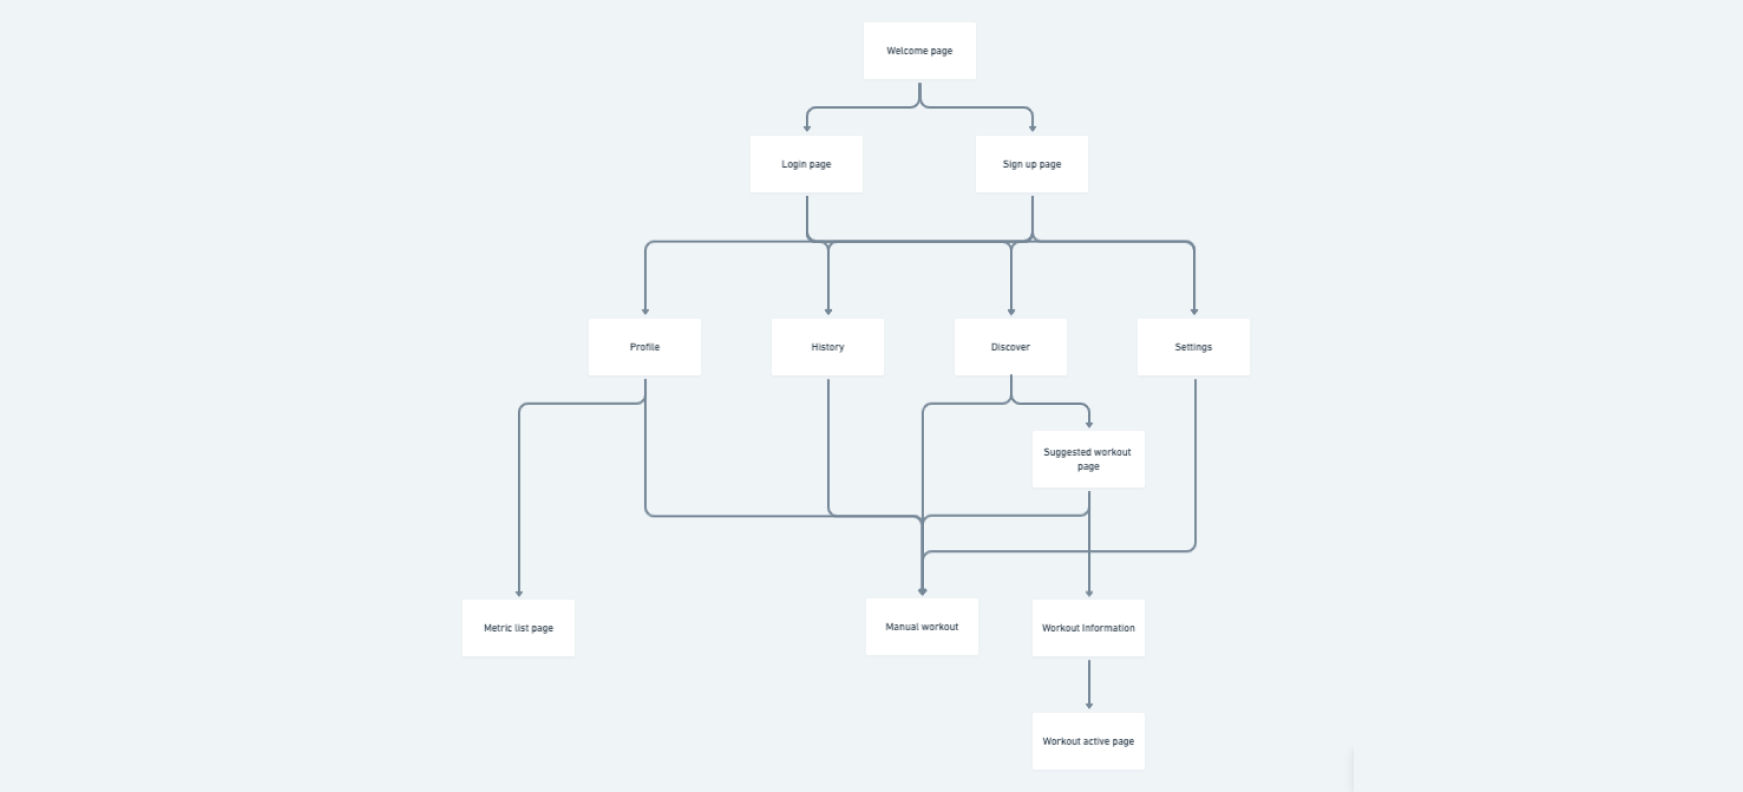 Welcome page
Login page
Sign up page
Profile
History
Discover
Settings
Suggested workout
page
Metric list page
Manual workout
Workout Information
Workout active page